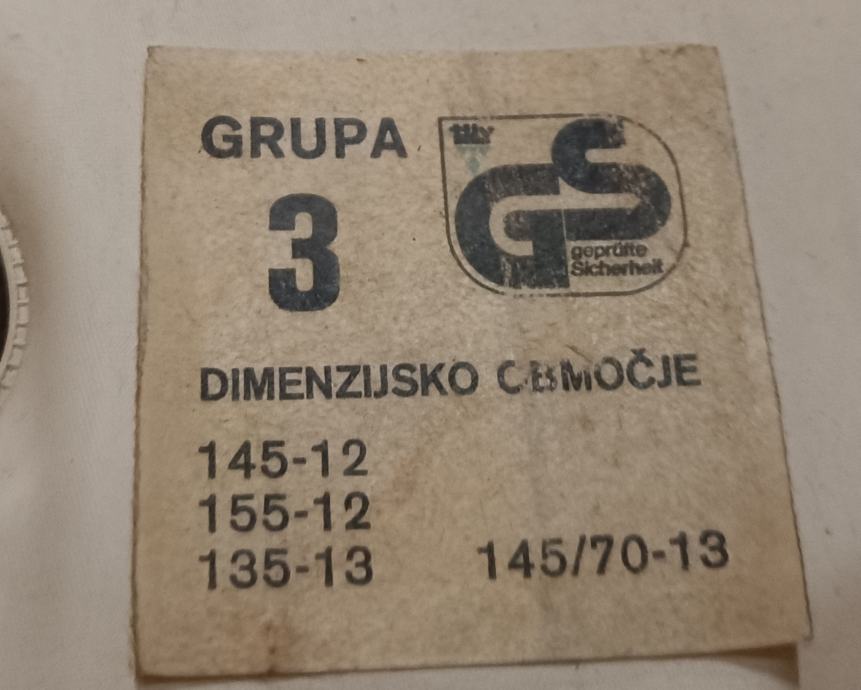 GRUPA
3
GS
geprüfte
Sicherheit
DIMENZIJSKO OBMOČJE
145-12
155-12
135-13 145/70-13